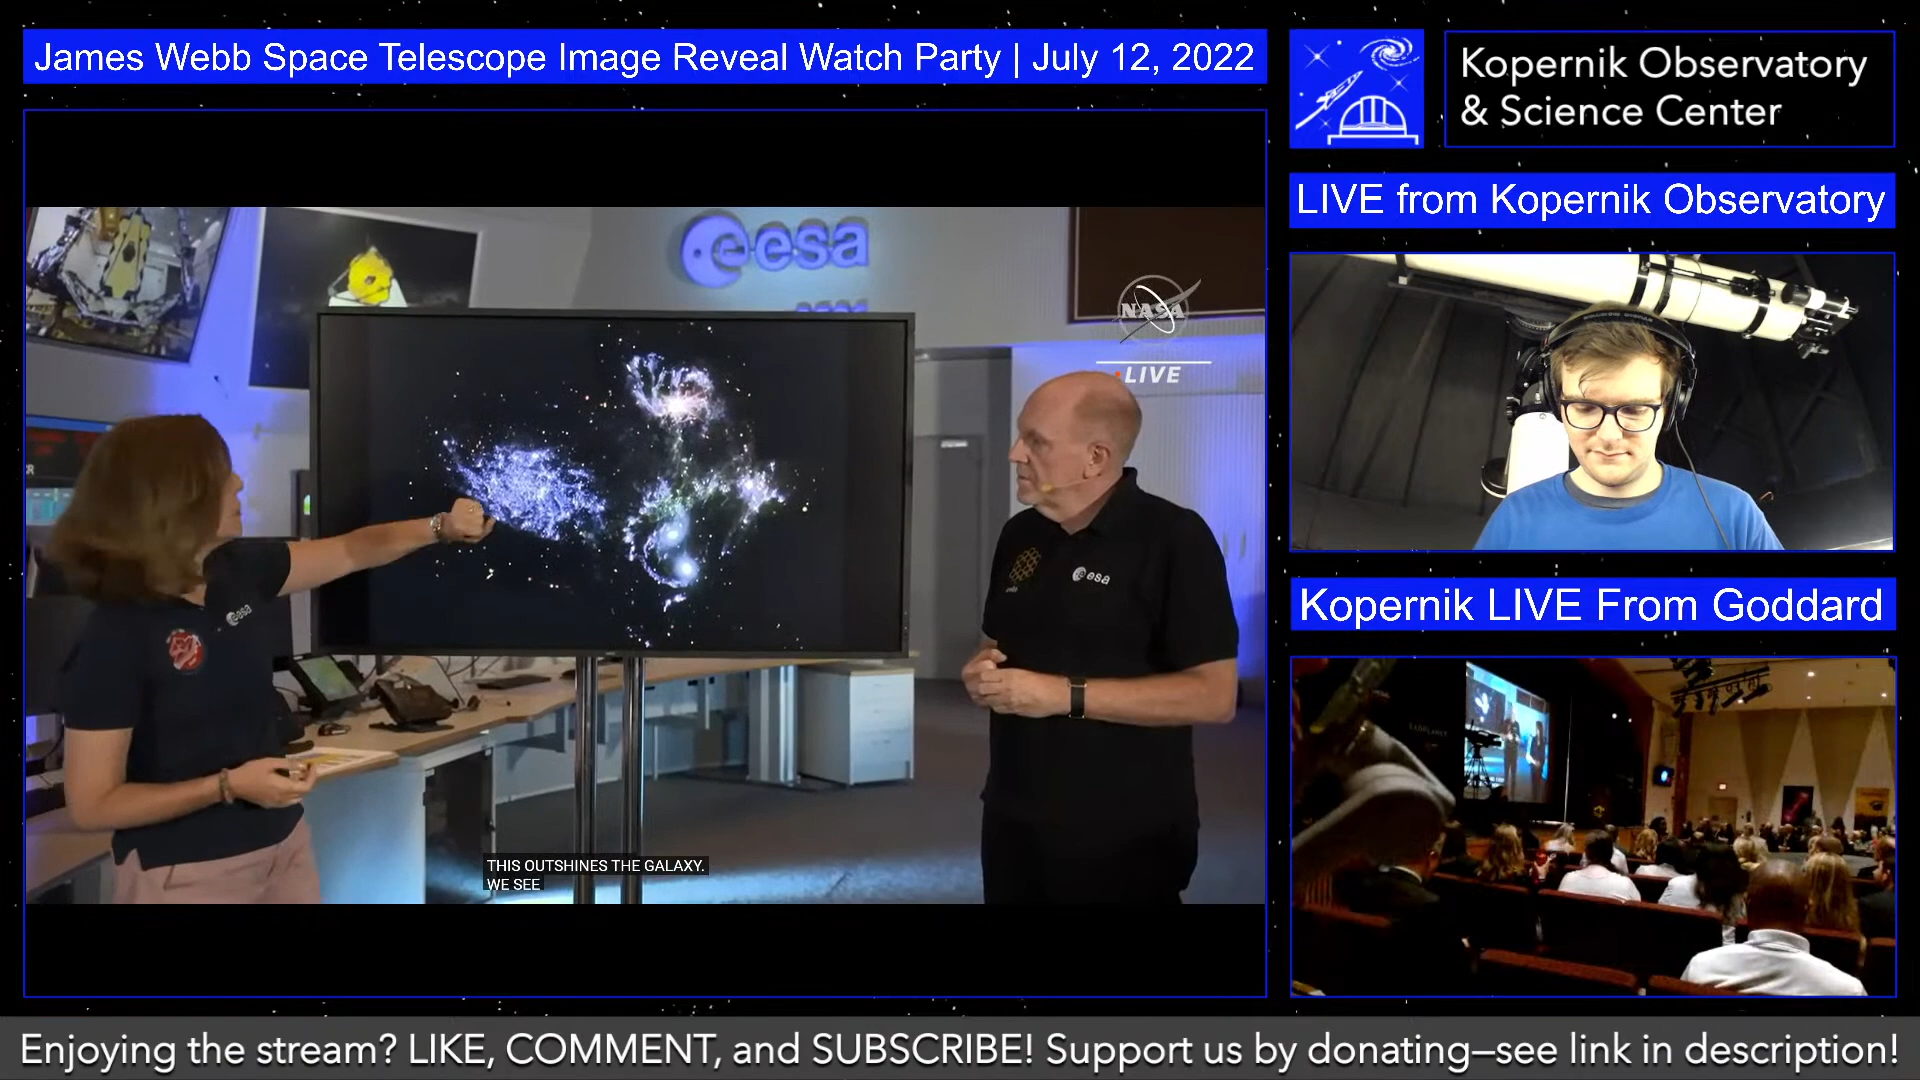 James Webb Space Telescope Image Reveal Watch Party | July 12, 2022
Kopernik Observatory
& Science Center
LIVE from Kopernik Observatory
esa
NASA
LIVE
esa
esa
THIS OUTSHINES THE GALAXY.
WE SEE
Kopernik LIVE From Goddard
Enjoying the stream? LIKE, COMMENT, and SUBSCRIBE! Support us by donating—see link in description!